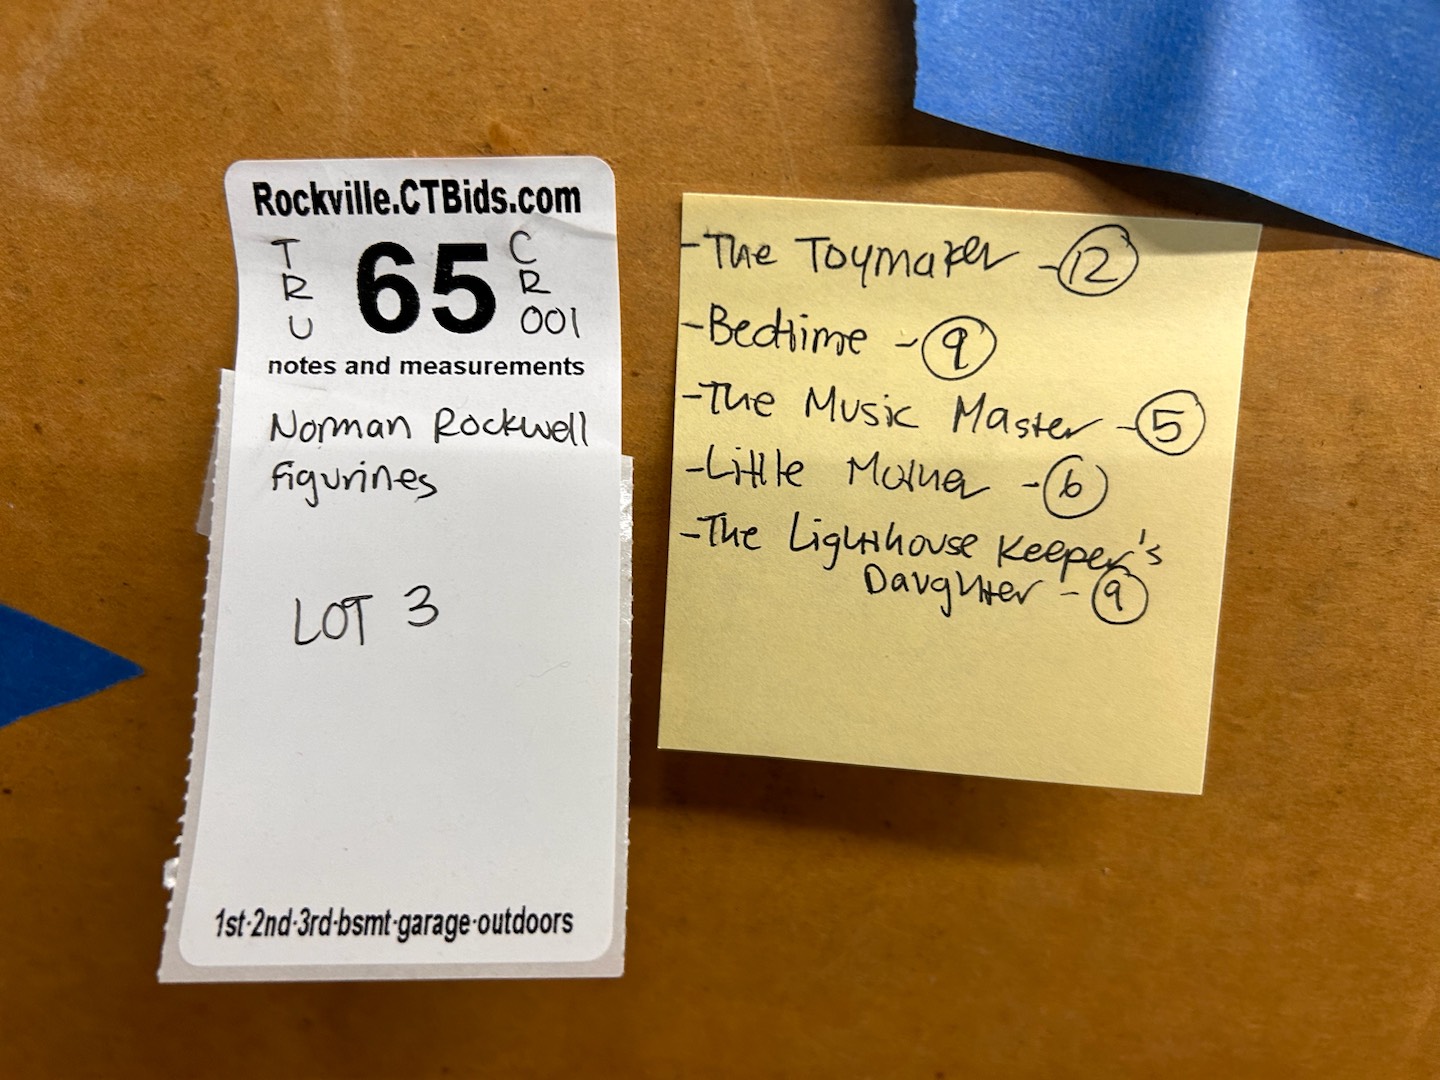 Rockville.CTBids.com
T R U 65 C R 001
notes and measurements
Norman Rockwell
figurines
LOT 3
1st·2nd·3rd·bsmt·garage·outdoors
-The Toymaker -12
-Bedtime -9
-The Music Master -5
-Little Mother -6
-The Lighthouse Keeper's
Daughter -9